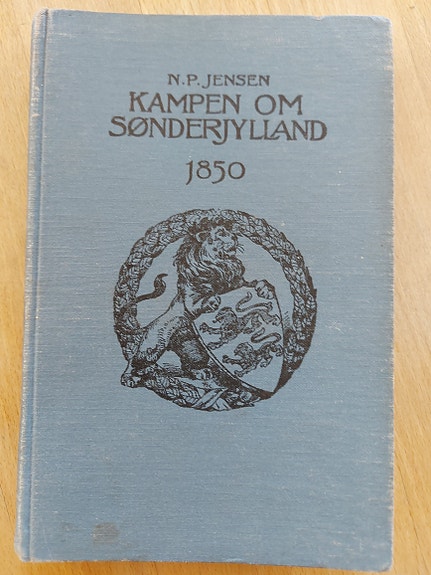 N.P. JENSEN
KAMPEN OM
SØNDERJYLLAND
1850